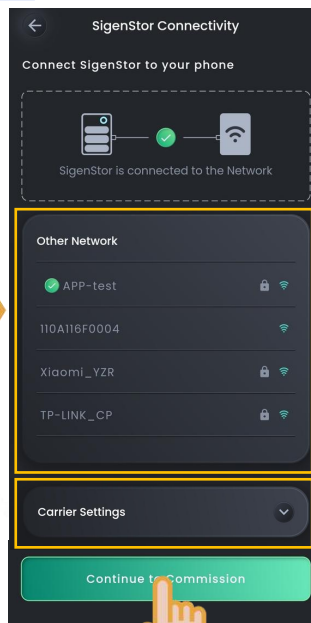 SigenStor Connectivity
Connect SigenStor to your phone
SigenStor is connected to the Network
Other Network
APP-test
110A116F0004
Xiaomi_YZR
TP-LINK_CP
Carrier Settings
Continue to Commission